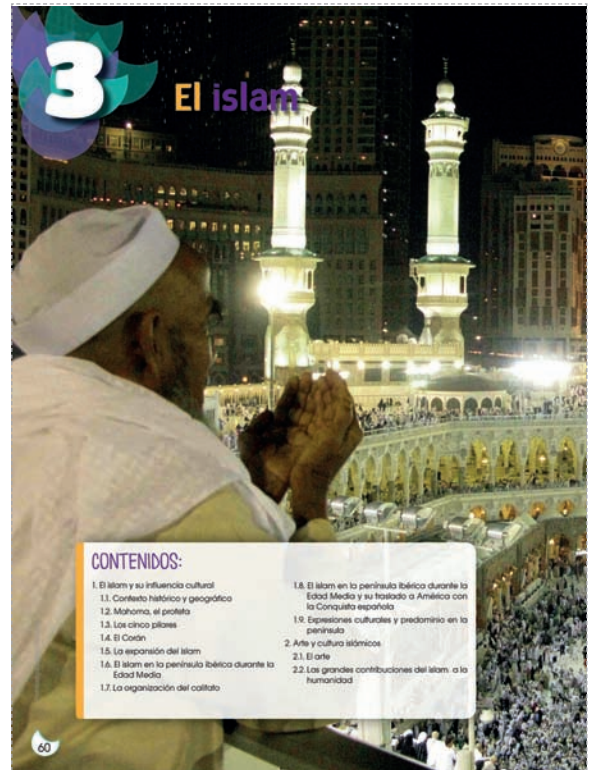 3
El islam
CONTENIDOS:
1. El islam y su influencia cultural
1.1. Contexto histórico y geográfico
1.2. Mahoma, el profeta
1.3. Los cinco pilares
1.4. El Corán
1.5. La expansión del islam
1.6. El islam en la península ibérica durante la
Edad Media
1.7. La organización del califato
1.8. El islam en la península ibérica durante la
Edad Media y su traslado a América con
la Conquista española
1.9. Expresiones culturales y predominio en la
península
2. Arte y cultura islámicos
2.1. El arte
2.2. Las grandes contribuciones del islam a la
humanidad
60